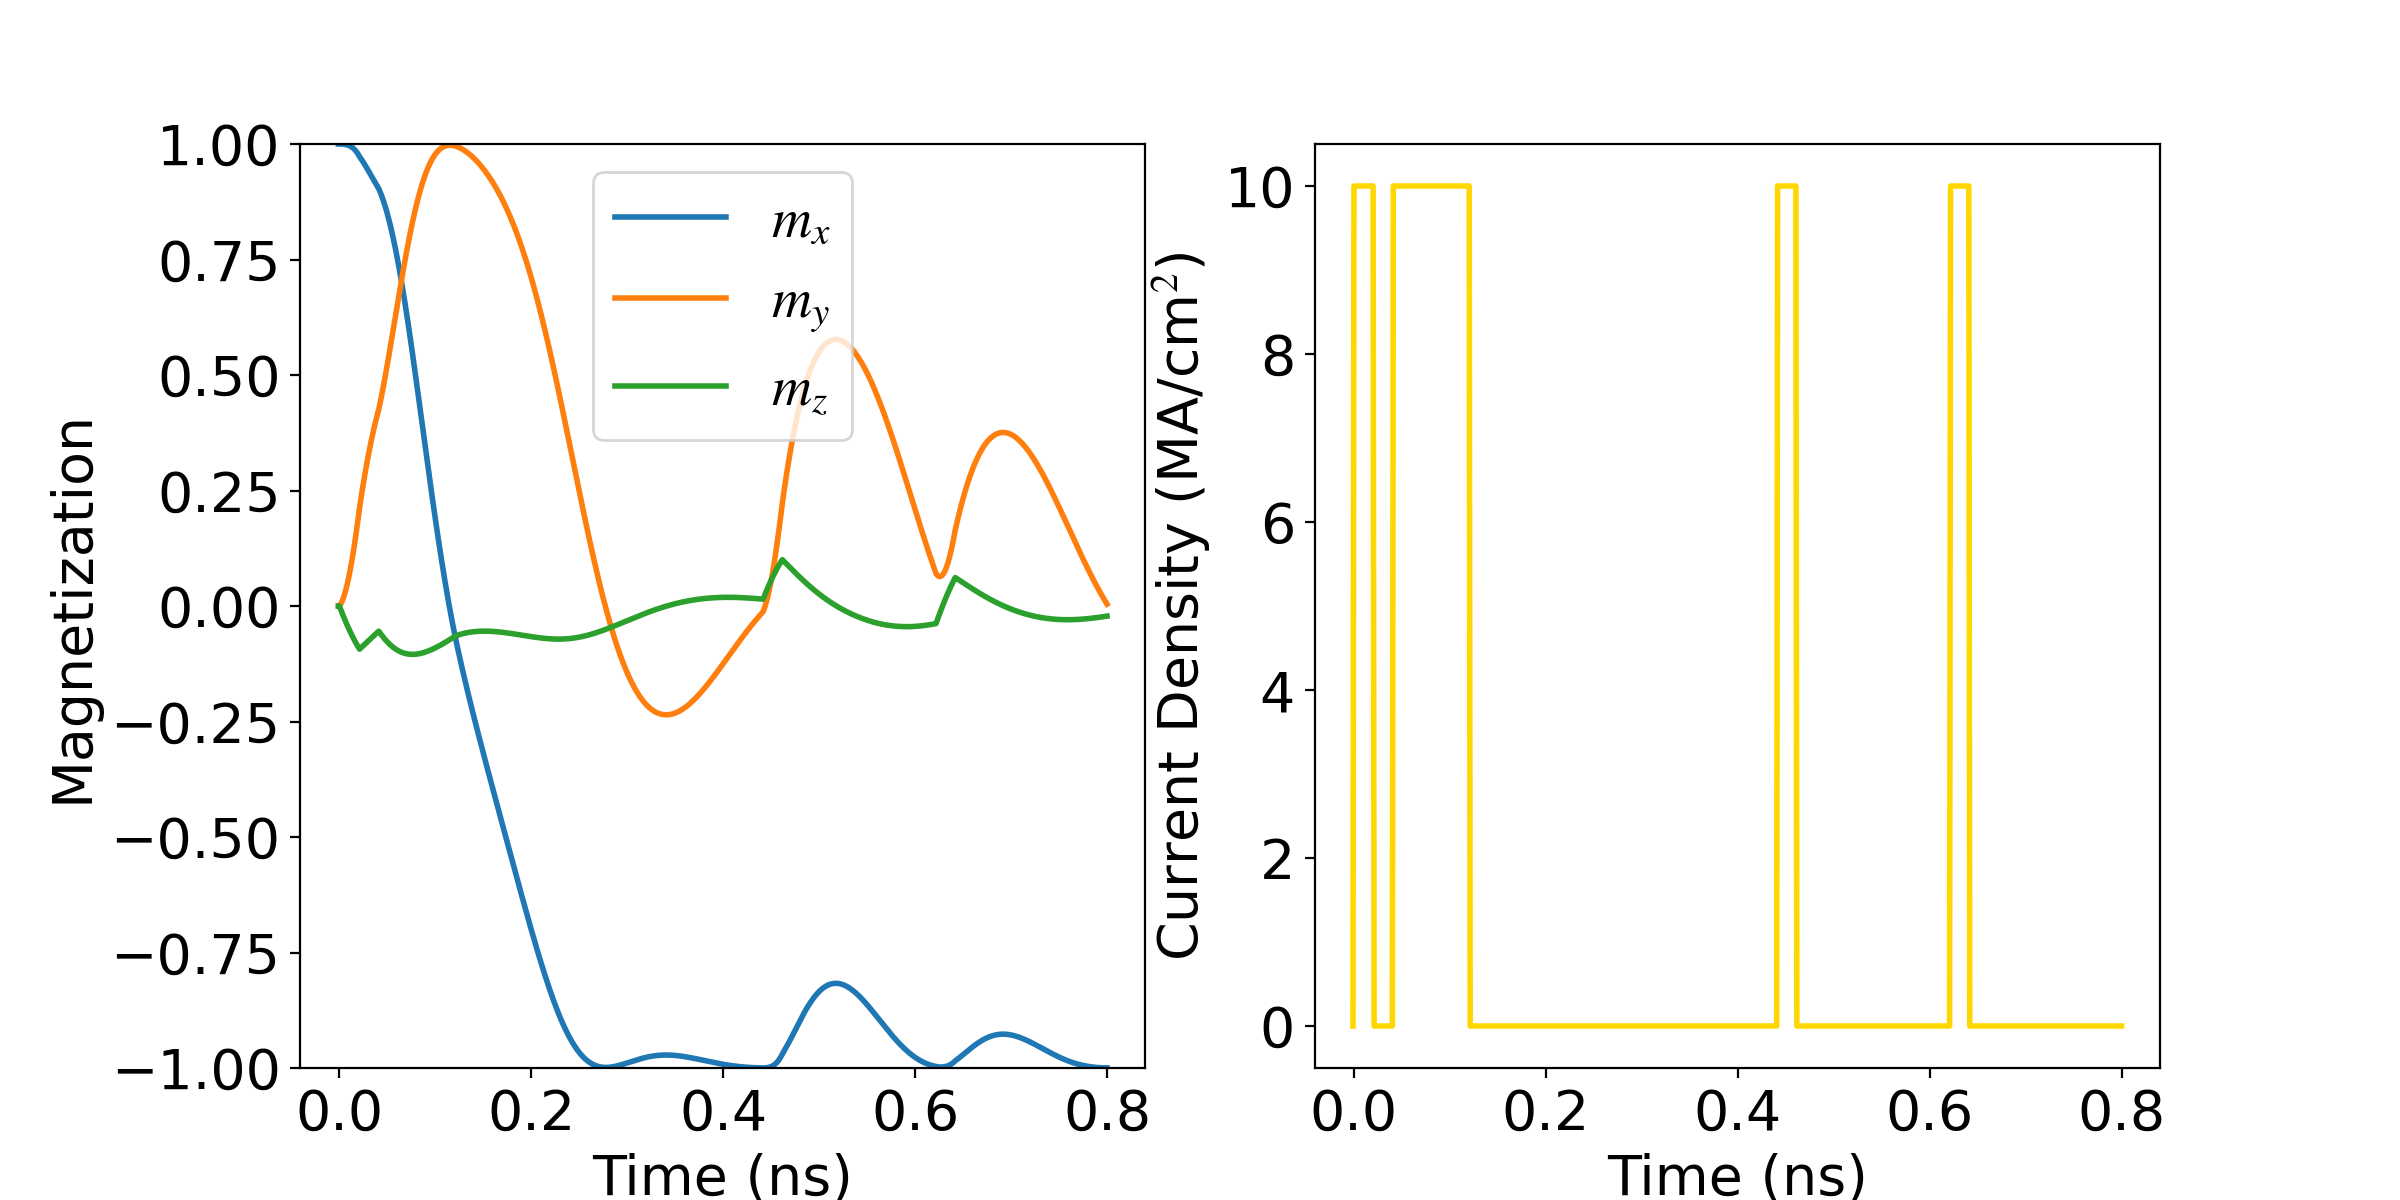 Magnetization
1.00
0.75
0.50
0.25
0.00
−0.25
−0.50
−0.75
−1.00
0.0 0.2 0.4 0.6 0.8
Time (ns)
m_x
m_y
m_z
Current Density (MA/cm²)
10
8
6
4
2
0
0.0 0.2 0.4 0.6 0.8
Time (ns)